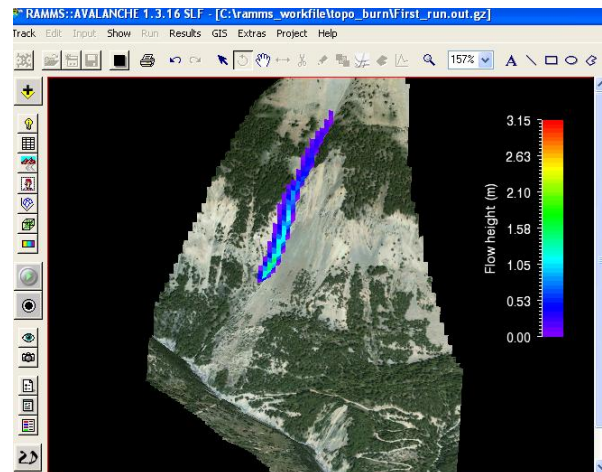 RAMMS::AVALANCHE 1.3.16 SLF - [C:\ramms_workfile\topo_burn\First_run.out.gz]
Track Edit Input Show Run Results GIS Extras Project Help
157% A
3.15
2.63
2.10
1.58
1.05
0.53
0.00
Flow height (m)
2D